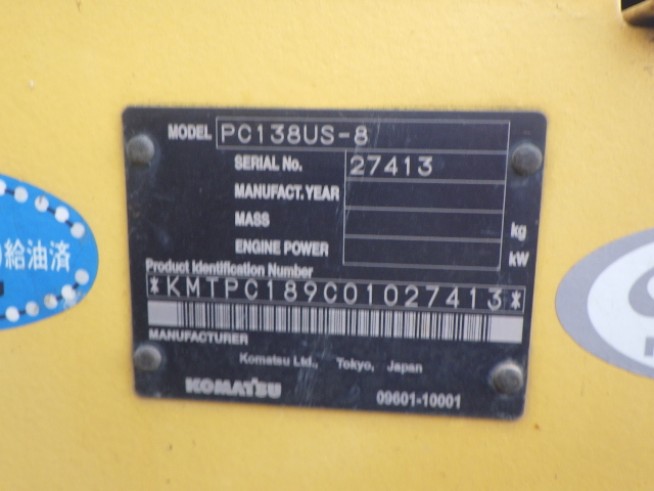 MODEL PC138US-8
SERIAL No. 27413
MANUFACT. YEAR
MASS kg
ENGINE POWER kW
Product Identification Number
*KMTPC189C01027413*
MANUFACTURER
Komatsu Ltd., Tokyo, Japan
KOMATSU 09601-10001
給油済